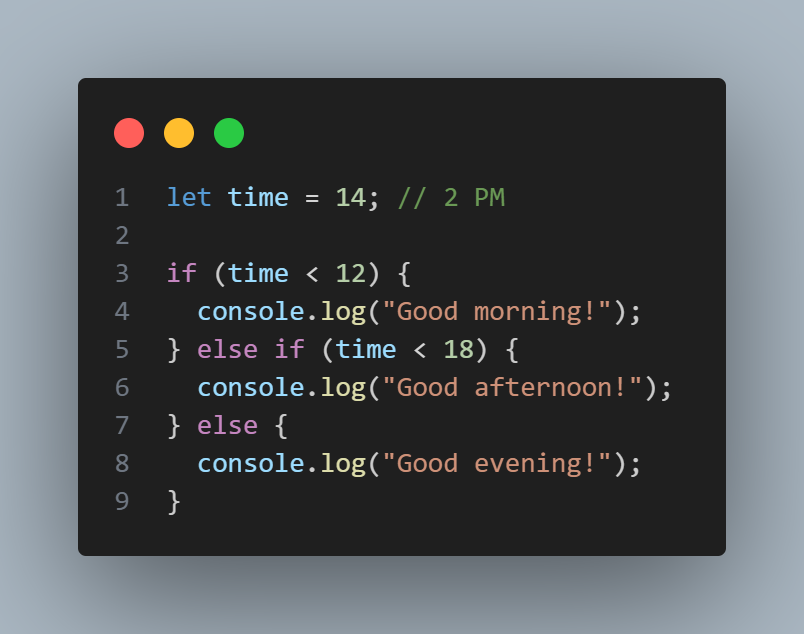 1 let time = 14; // 2 PM
2
3 if (time < 12) {
4   console.log("Good morning!");
5 } else if (time < 18) {
6   console.log("Good afternoon!");
7 } else {
8   console.log("Good evening!");
9 }